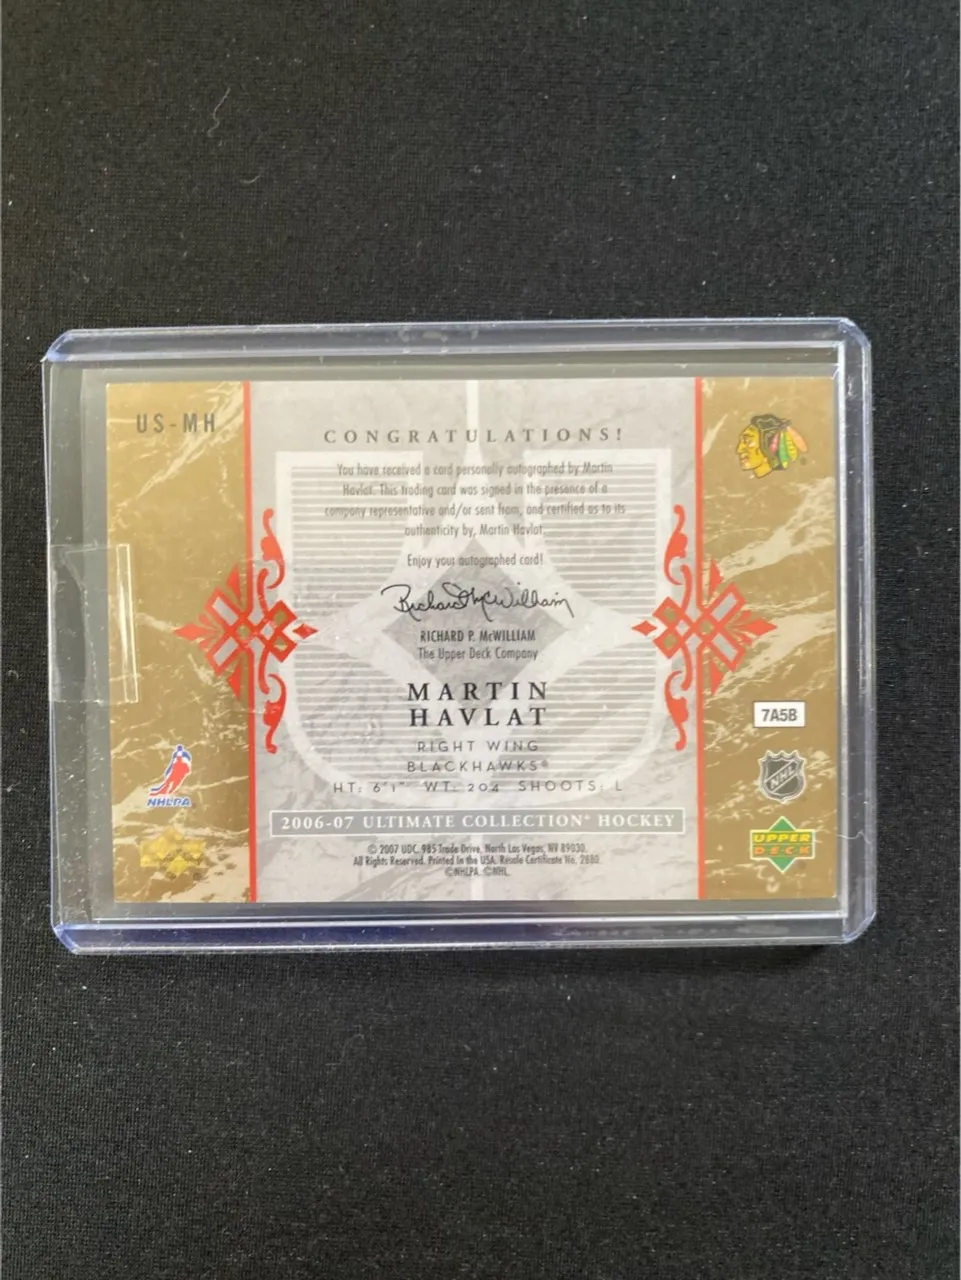 US-MH
CONGRATULATIONS!
You have received a card personally autographed by Martin
Havlat. This trading card was signed in the presence of a
company representative and/or sent from, and certified as to its
authenticity by, Martin Havlat.
Enjoy your autographed card!
Richard P. McWilliam
RICHARD P. McWILLIAM
The Upper Deck Company
MARTIN
HAVLAT
RIGHT WING
BLACKHAWKS®
HT: 6'1" WT: 204 SHOOTS: L
7A5B
NHLPA
NHL
2006-07 ULTIMATE COLLECTION® HOCKEY
UPPER
DECK
© 2007 UDC, 985 Trade Drive, North Las Vegas, NV 89030.
All Rights Reserved. Printed in the USA. Resale Certificate No. 2880.
©NHLPA. ©NHL.